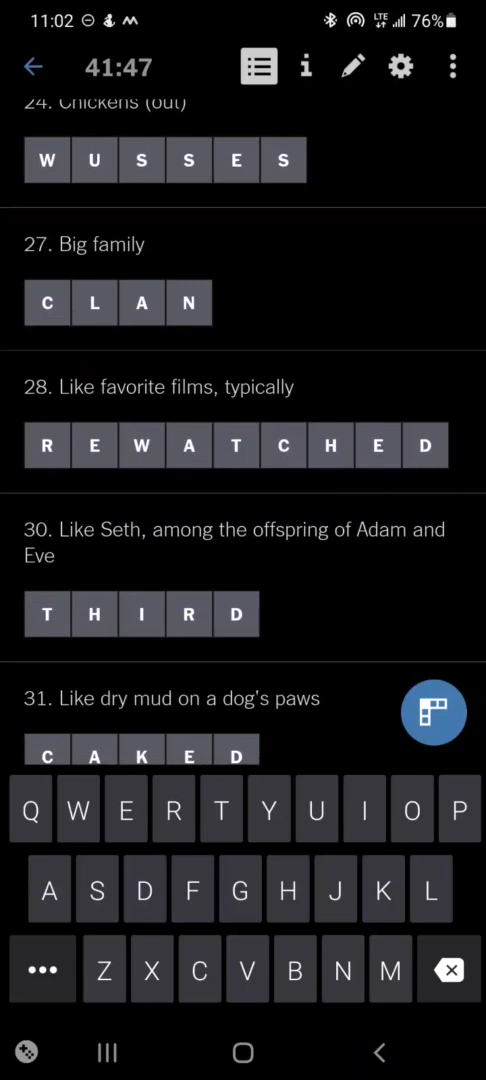 11:02 LTE 76%
41:47
24. Chickens (out)
W U S S E S
27. Big family
C L A N
28. Like favorite films, typically
R E W A T C H E D
30. Like Seth, among the offspring of Adam and
Eve
T H I R D
31. Like dry mud on a dog's paws
C A K E D
Q W E R T Y U I O P
A S D F G H J K L
Z X C V B N M